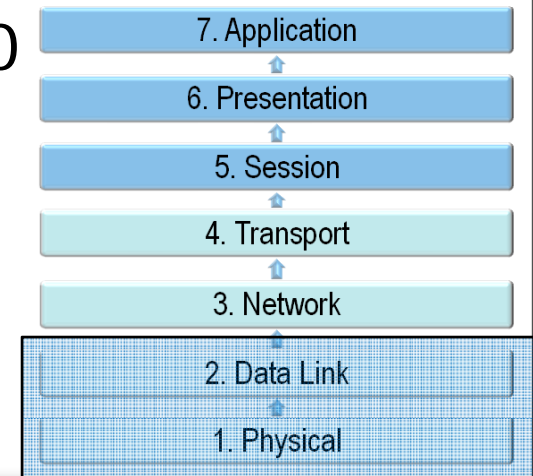 7. Application
6. Presentation
5. Session
4. Transport
3. Network
2. Data Link
1. Physical